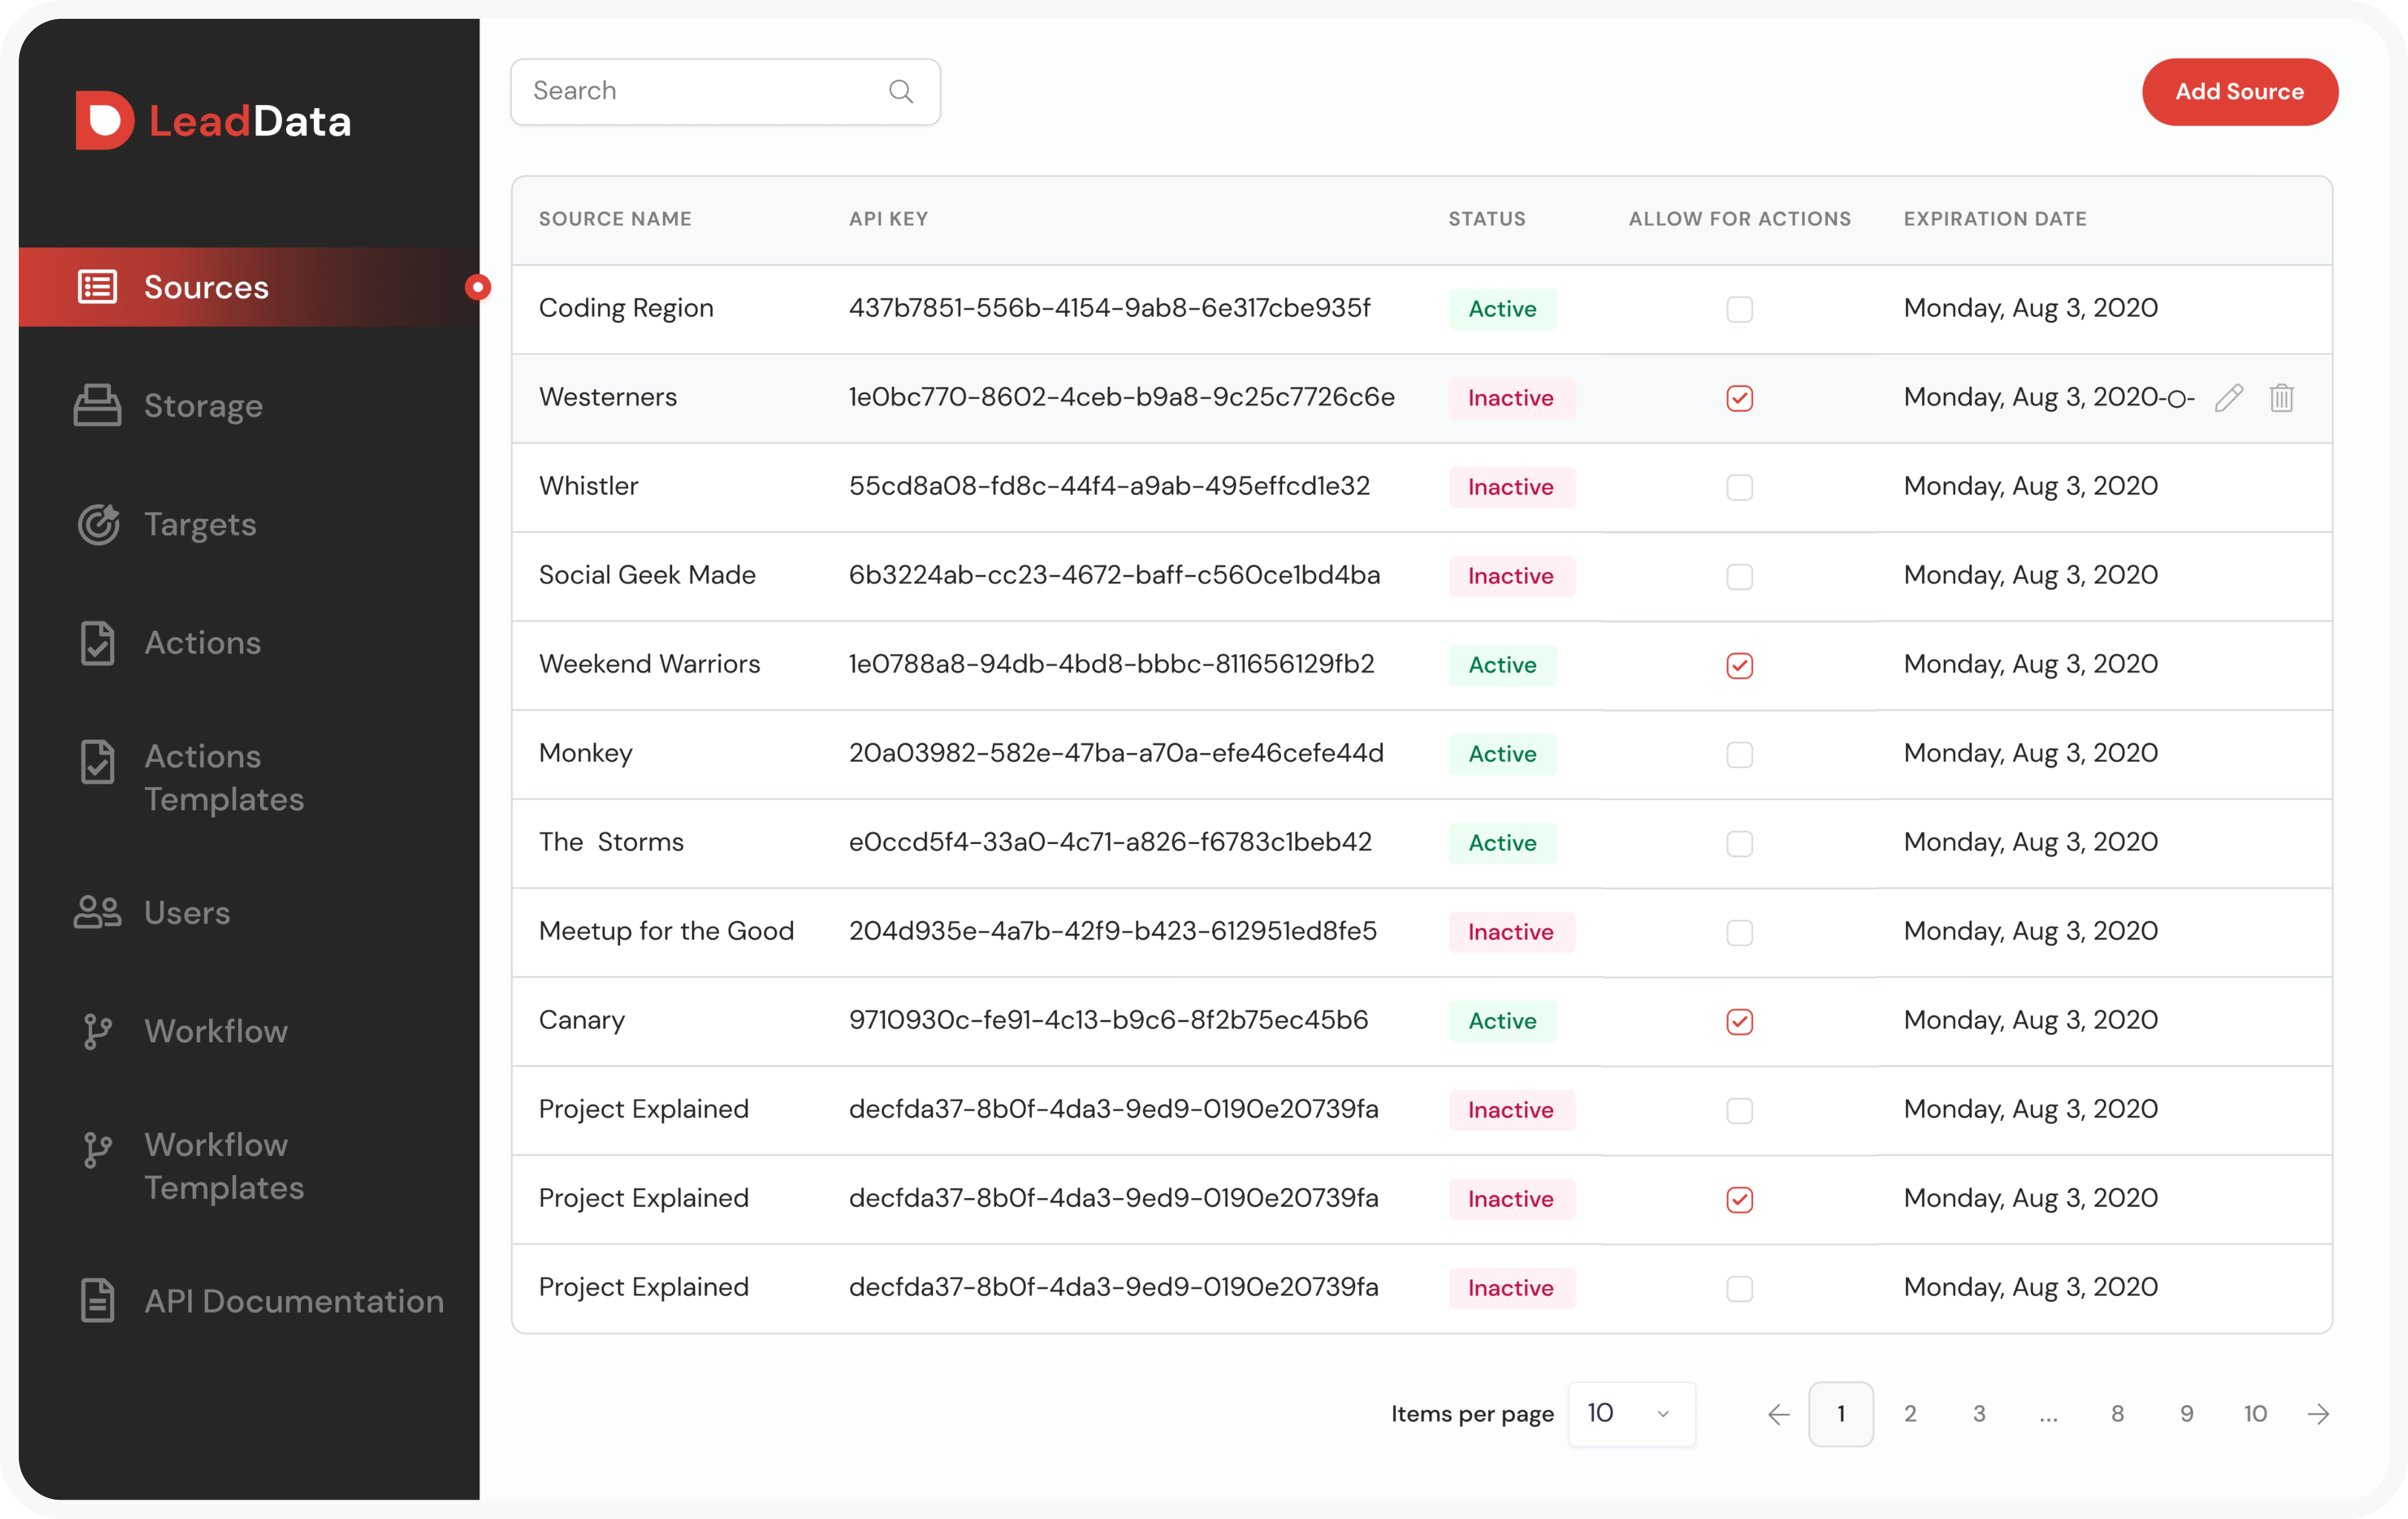 LeadData
Search
Add Source
Sources
Storage
Targets
Actions
Actions
Templates
Users
Workflow
Workflow
Templates
API Documentation
SOURCE NAME API KEY STATUS ALLOW FOR ACTIONS EXPIRATION DATE
Coding Region 437b7851-556b-4154-9ab8-6e317cbe935f Active Monday, Aug 3, 2020
Westerners 1e0bc770-8602-4ceb-b9a8-9c25c7726c6e Inactive Monday, Aug 3, 2020
Whistler 55cd8a08-fd8c-44f4-a9ab-495effcd1e32 Inactive Monday, Aug 3, 2020
Social Geek Made 6b3224ab-cc23-4672-baff-c560ce1bd4ba Inactive Monday, Aug 3, 2020
Weekend Warriors 1e0788a8-94db-4bd8-bbbc-811656129fb2 Active Monday, Aug 3, 2020
Monkey 20a03982-582e-47ba-a70a-efe46cefe44d Active Monday, Aug 3, 2020
The  Storms e0ccd5f4-33a0-4c71-a826-f6783c1beb42 Active Monday, Aug 3, 2020
Meetup for the Good 204d935e-4a7b-42f9-b423-612951ed8fe5 Inactive Monday, Aug 3, 2020
Canary 9710930c-fe91-4c13-b9c6-8f2b75ec45b6 Active Monday, Aug 3, 2020
Project Explained decfda37-8b0f-4da3-9ed9-0190e20739fa Inactive Monday, Aug 3, 2020
Project Explained decfda37-8b0f-4da3-9ed9-0190e20739fa Inactive Monday, Aug 3, 2020
Project Explained decfda37-8b0f-4da3-9ed9-0190e20739fa Inactive Monday, Aug 3, 2020
Items per page 10 1 2 3 ... 8 9 10